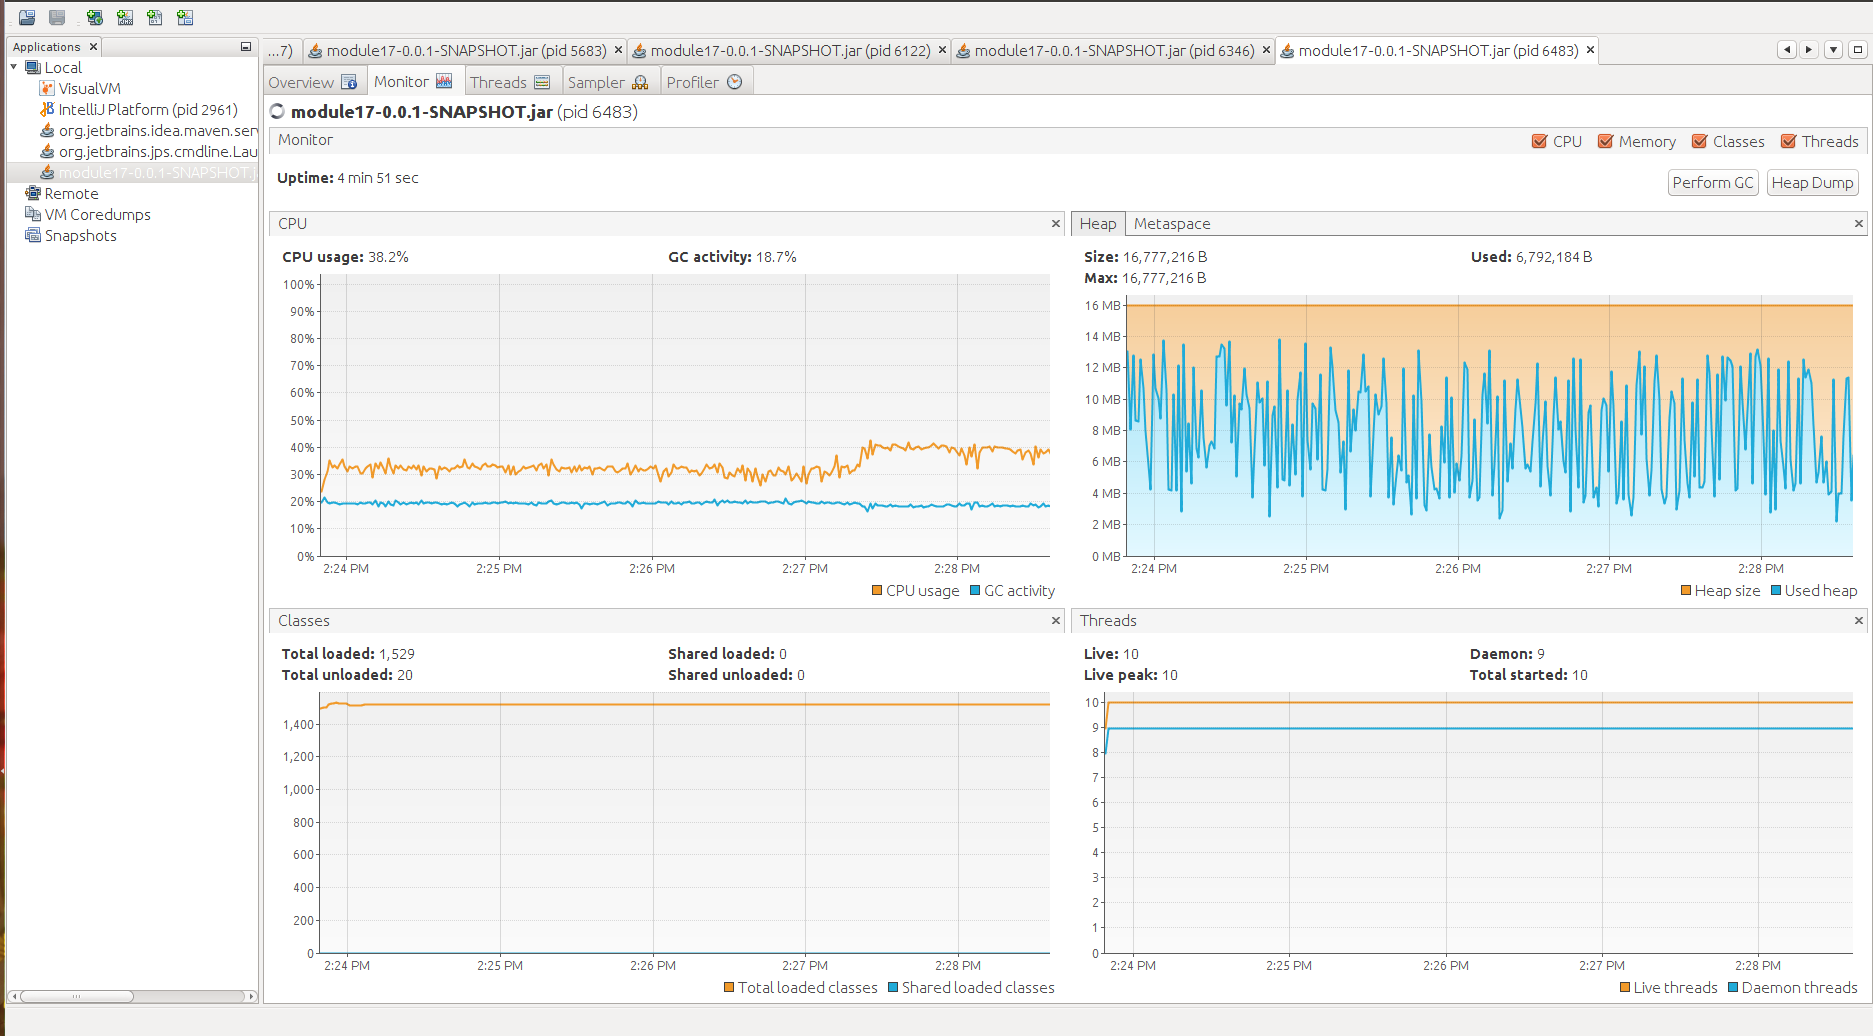 Applications
...7)
module17-0.0.1-SNAPSHOT.jar (pid 5683)
module17-0.0.1-SNAPSHOT.jar (pid 6122)
module17-0.0.1-SNAPSHOT.jar (pid 6346)
module17-0.0.1-SNAPSHOT.jar (pid 6483)
Local
VisualVM
IntelliJ Platform (pid 2961)
org.jetbrains.idea.maven.serv
org.jetbrains.jps.cmdline.Lau
module17-0.0.1-SNAPSHOT.j
Remote
VM Coredumps
Snapshots
Overview
Monitor
Threads
Sampler
Profiler
module17-0.0.1-SNAPSHOT.jar (pid 6483)
Monitor
CPU
Memory
Classes
Threads
Uptime: 4 min 51 sec
Perform GC
Heap Dump
CPU
CPU usage: 38.2%
GC activity: 18.7%
100%
90%
80%
70%
60%
50%
40%
30%
20%
10%
0%
2:24 PM
2:25 PM
2:26 PM
2:27 PM
2:28 PM
CPU usage
GC activity
Heap
Metaspace
Size: 16,777,216 B
Used: 6,792,184 B
Max: 16,777,216 B
16 MB
14 MB
12 MB
10 MB
8 MB
6 MB
4 MB
2 MB
0 MB
2:24 PM
2:25 PM
2:26 PM
2:27 PM
2:28 PM
Heap size
Used heap
Classes
Total loaded: 1,529
Shared loaded: 0
Total unloaded: 20
Shared unloaded: 0
1,400
1,200
1,000
800
600
400
200
0
2:24 PM
2:25 PM
2:26 PM
2:27 PM
2:28 PM
Total loaded classes
Shared loaded classes
Threads
Live: 10
Daemon: 9
Live peak: 10
Total started: 10
10
9
8
7
6
5
4
3
2
1
0
2:24 PM
2:25 PM
2:26 PM
2:27 PM
2:28 PM
Live threads
Daemon threads